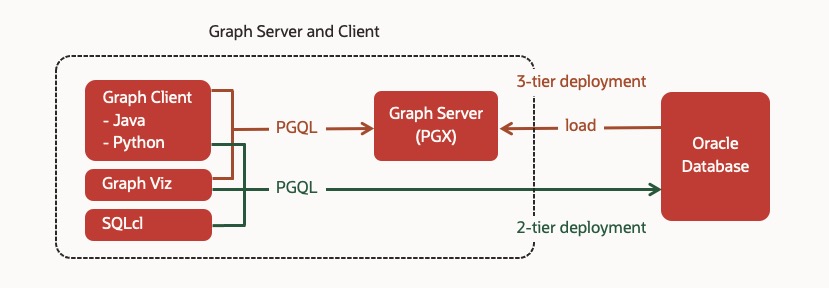 Graph Server and Client
Graph Client
- Java
- Python
Graph Viz
SQLcl
PGQL
PGQL
Graph Server
(PGX)
3-tier deployment
load
2-tier deployment
Oracle
Database